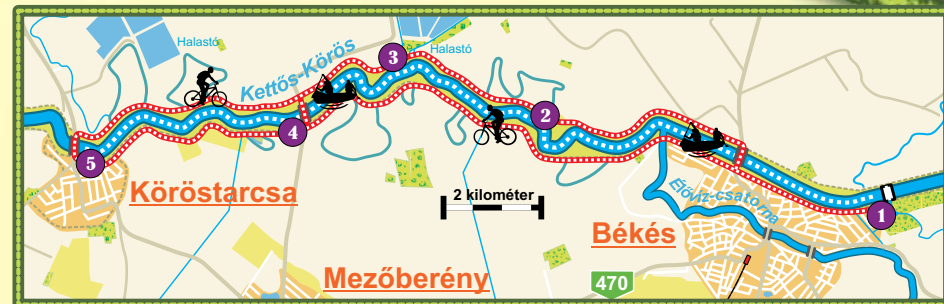 Halastó
Kettős-Körös
3
Halastó
2
4
5
Köröstarcsa
2 kilométer
Élővíz-csatorna
1
Békés
Mezőberény
470